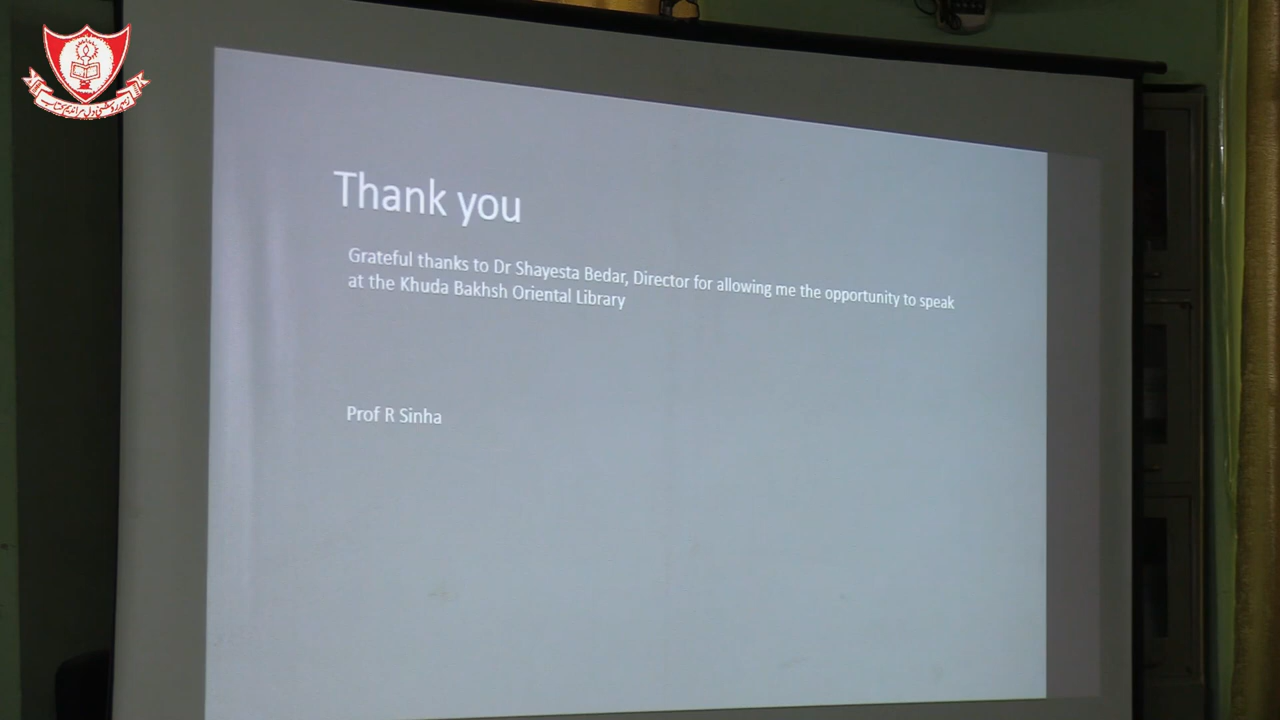 Thank you
Grateful thanks to Dr Shayesta Bedar, Director for allowing me the opportunity to speak
at the Khuda Bakhsh Oriental Library
Prof R Sinha